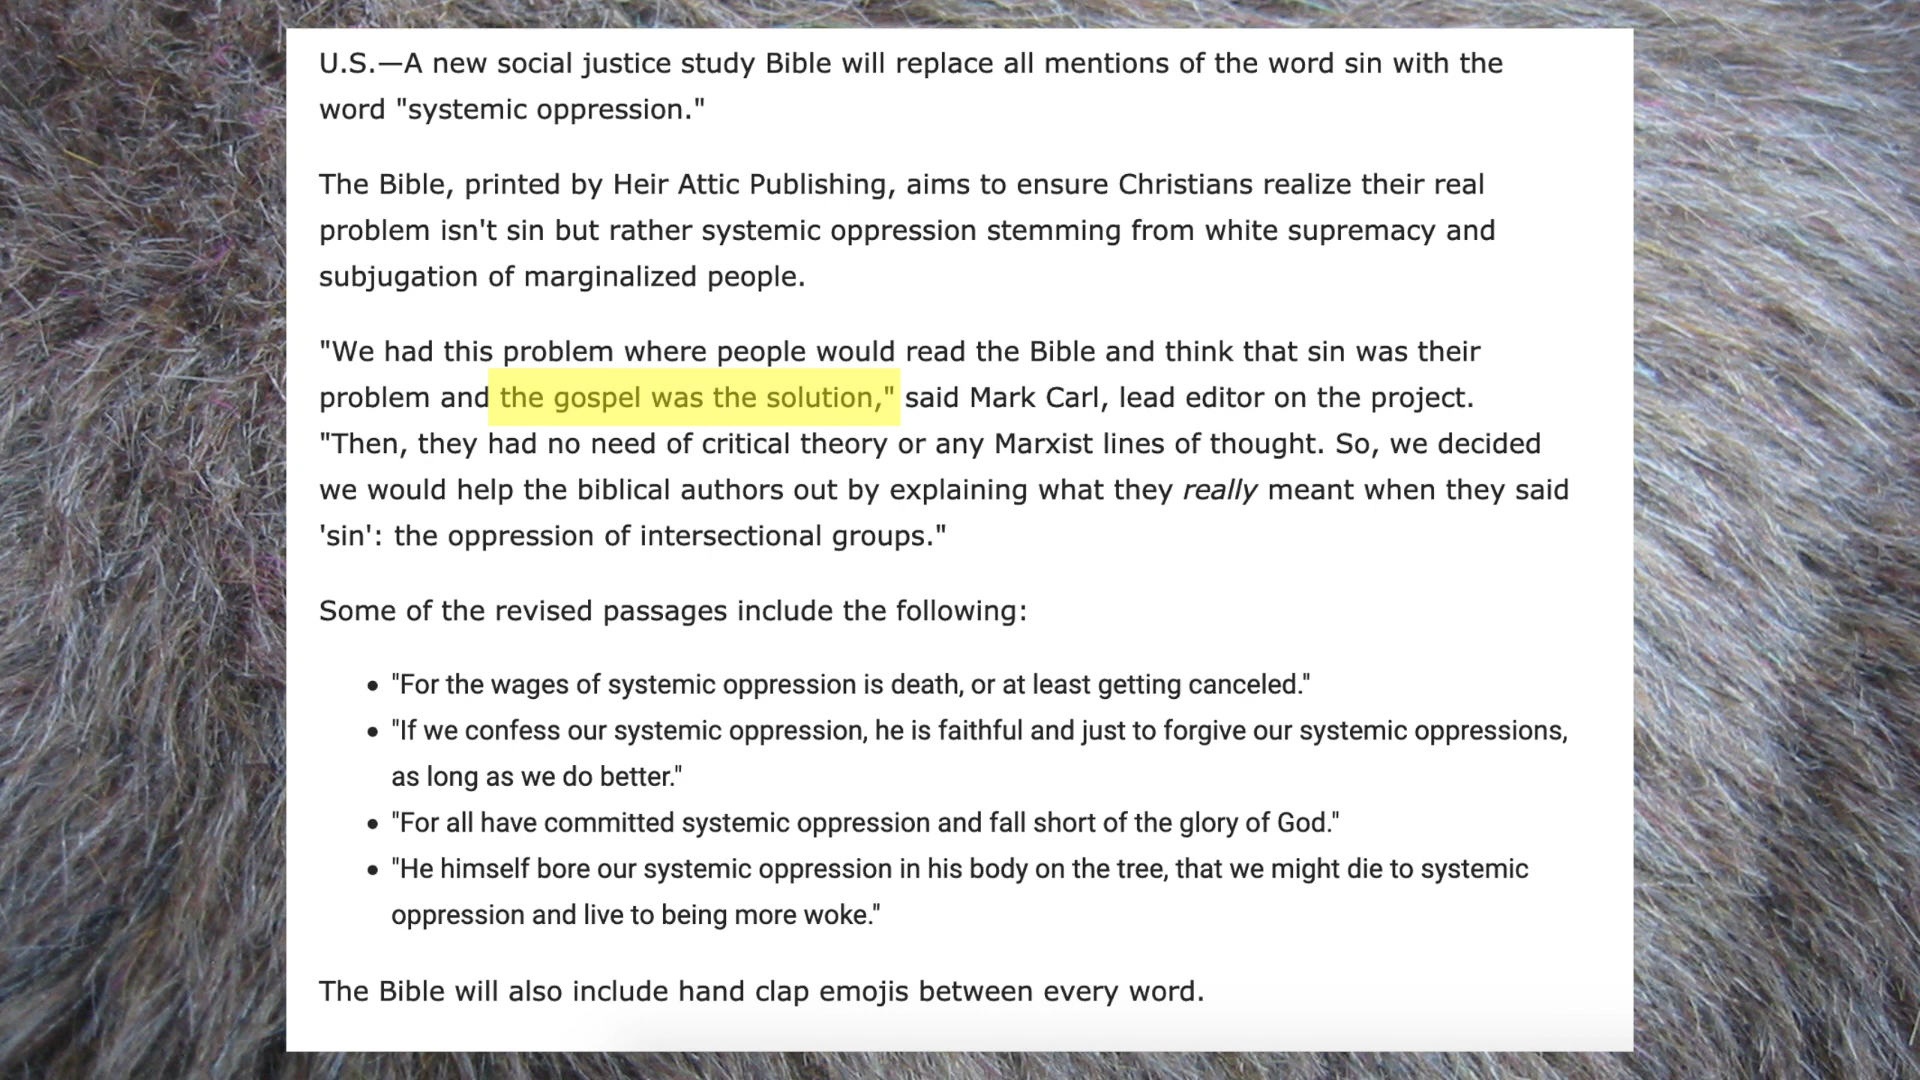 U.S.—A new social justice study Bible will replace all mentions of the word sin with the
word "systemic oppression."
The Bible, printed by Heir Attic Publishing, aims to ensure Christians realize their real
problem isn't sin but rather systemic oppression stemming from white supremacy and
subjugation of marginalized people.
"We had this problem where people would read the Bible and think that sin was their
problem and the gospel was the solution," said Mark Carl, lead editor on the project.
"Then, they had no need of critical theory or any Marxist lines of thought. So, we decided
we would help the biblical authors out by explaining what they really meant when they said
'sin': the oppression of intersectional groups."
Some of the revised passages include the following:
• "For the wages of systemic oppression is death, or at least getting canceled."
• "If we confess our systemic oppression, he is faithful and just to forgive our systemic oppressions,
as long as we do better."
• "For all have committed systemic oppression and fall short of the glory of God."
• "He himself bore our systemic oppression in his body on the tree, that we might die to systemic
oppression and live to being more woke."
The Bible will also include hand clap emojis between every word.